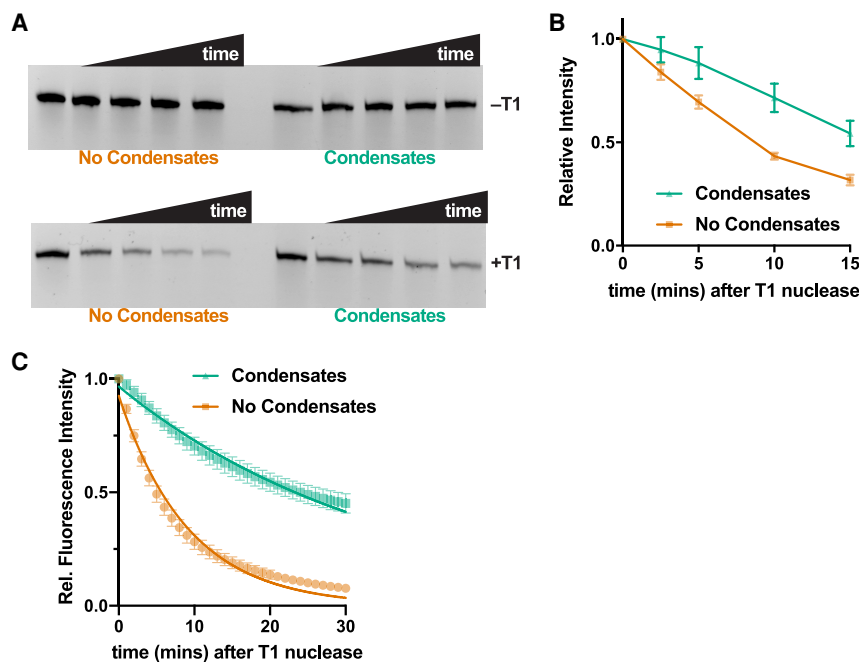 A
time
time
–T1
No Condensates
Condensates
time
time
+T1
No Condensates
Condensates
B
Relative Intensity
1.0
0.5
0.0
Condensates
No Condensates
0
5
10
15
time (mins) after T1 nuclease
C
Rel. Fluorescence Intensity
1.0
0.5
0.0
Condensates
No Condensates
0
10
20
30
time (mins) after T1 nuclease